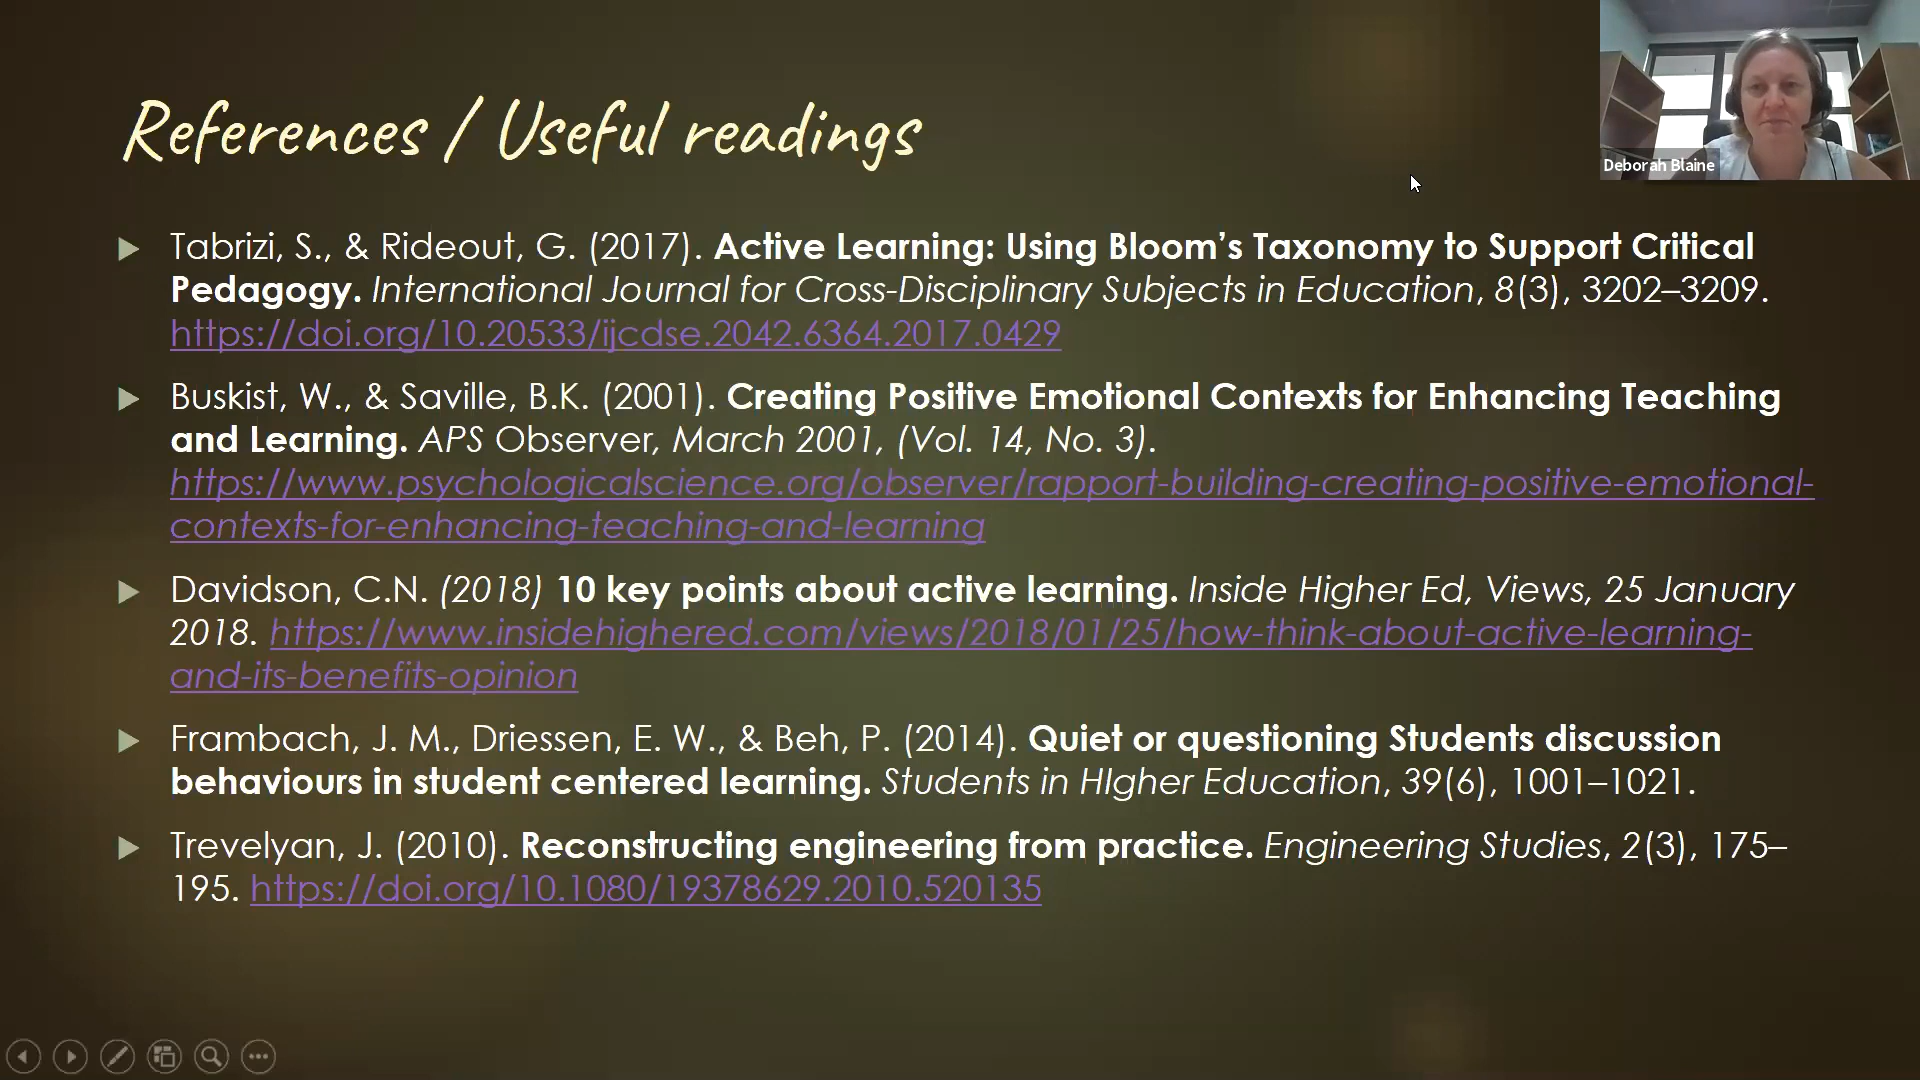 References / Useful readings
Deborah Blaine
Tabrizi, S., & Rideout, G. (2017). Active Learning: Using Bloom’s Taxonomy to Support Critical
Pedagogy. International Journal for Cross-Disciplinary Subjects in Education, 8(3), 3202–3209.
https://doi.org/10.20533/ijcdse.2042.6364.2017.0429
Buskist, W., & Saville, B.K. (2001). Creating Positive Emotional Contexts for Enhancing Teaching
and Learning. APS Observer, March 2001, (Vol. 14, No. 3).
https://www.psychologicalscience.org/observer/rapport-building-creating-positive-emotional-
contexts-for-enhancing-teaching-and-learning
Davidson, C.N. (2018) 10 key points about active learning. Inside Higher Ed, Views, 25 January
2018. https://www.insidehighered.com/views/2018/01/25/how-think-about-active-learning-
and-its-benefits-opinion
Frambach, J. M., Driessen, E. W., & Beh, P. (2014). Quiet or questioning Students discussion
behaviours in student centered learning. Students in HIgher Education, 39(6), 1001–1021.
Trevelyan, J. (2010). Reconstructing engineering from practice. Engineering Studies, 2(3), 175–
195. https://doi.org/10.1080/19378629.2010.520135